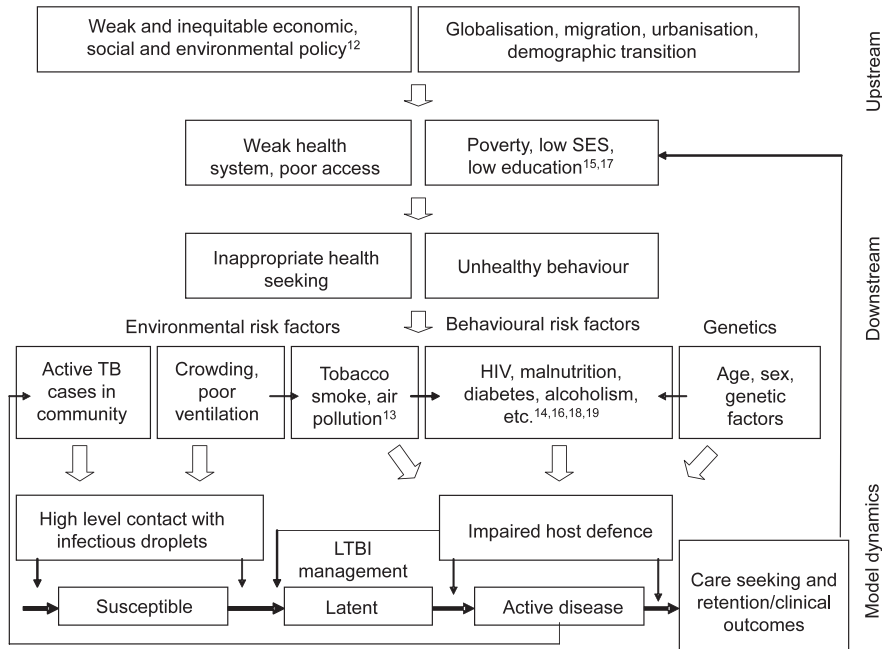 Weak and inequitable economic,
social and environmental policy12
Globalisation, migration, urbanisation,
demographic transition
Upstream
Weak health
system, poor access
Poverty, low SES,
low education15,17
Inappropriate health
seeking
Unhealthy behaviour
Downstream
Environmental risk factors
Behavioural risk factors
Genetics
Active TB
cases in
community
Crowding,
poor
ventilation
Tobacco
smoke, air
pollution13
HIV, malnutrition,
diabetes, alcoholism,
etc.14,16,18,19
Age, sex,
genetic
factors
High level contact with
infectious droplets
Impaired host defence
LTBI
management
Susceptible
Latent
Active disease
Care seeking and
retention/clinical
outcomes
Model dynamics